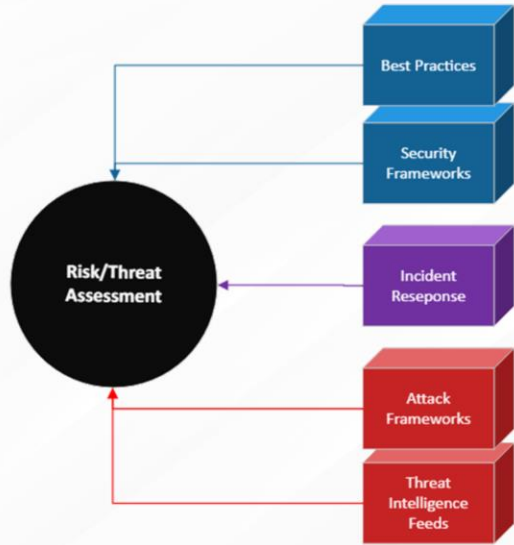 Best Practices
Security
Frameworks
Risk/Threat
Assessment
Incident
Reseponse
Attack
Frameworks
Threat
Intelligence
Feeds